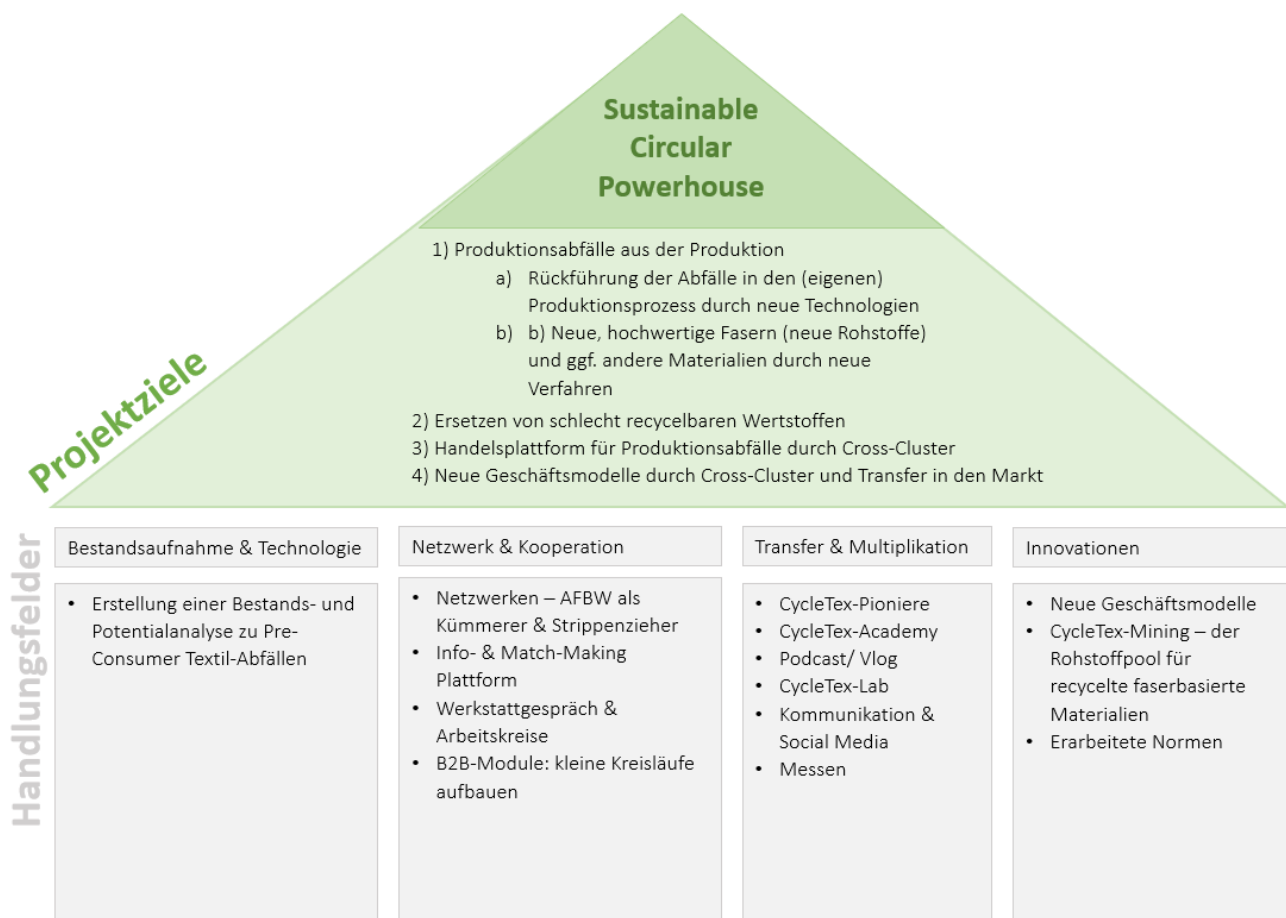 Sustainable
Circular
Powerhouse
Projektziele
1) Produktionsabfälle aus der Produktion
a) Rückführung der Abfälle in den (eigenen)
Produktionsprozess durch neue Technologien
b) b) Neue, hochwertige Fasern (neue Rohstoffe)
und ggf. andere Materialien durch neue
Verfahren
2) Ersetzen von schlecht recycelbaren Wertstoffen
3) Handelsplattform für Produktionsabfälle durch Cross-Cluster
4) Neue Geschäftsmodelle durch Cross-Cluster und Transfer in den Markt
Handlungsfelder
Bestandsaufnahme & Technologie
• Erstellung einer Bestands- und
Potentialanalyse zu Pre-
Consumer Textil-Abfällen
Netzwerk & Kooperation
• Netzwerken – AFBW als
Kümmerer & Strippenzieher
• Info- & Match-Making
Plattform
• Werkstattgespräch &
Arbeitskreise
• B2B-Module: kleine Kreisläufe
aufbauen
Transfer & Multiplikation
• CycleTex-Pioniere
• CycleTex-Academy
• Podcast/ Vlog
• CycleTex-Lab
• Kommunikation &
Social Media
• Messen
Innovationen
• Neue Geschäftsmodelle
• CycleTex-Mining – der
Rohstoffpool für
recycelte faserbasierte
Materialien
• Erarbeitete Normen